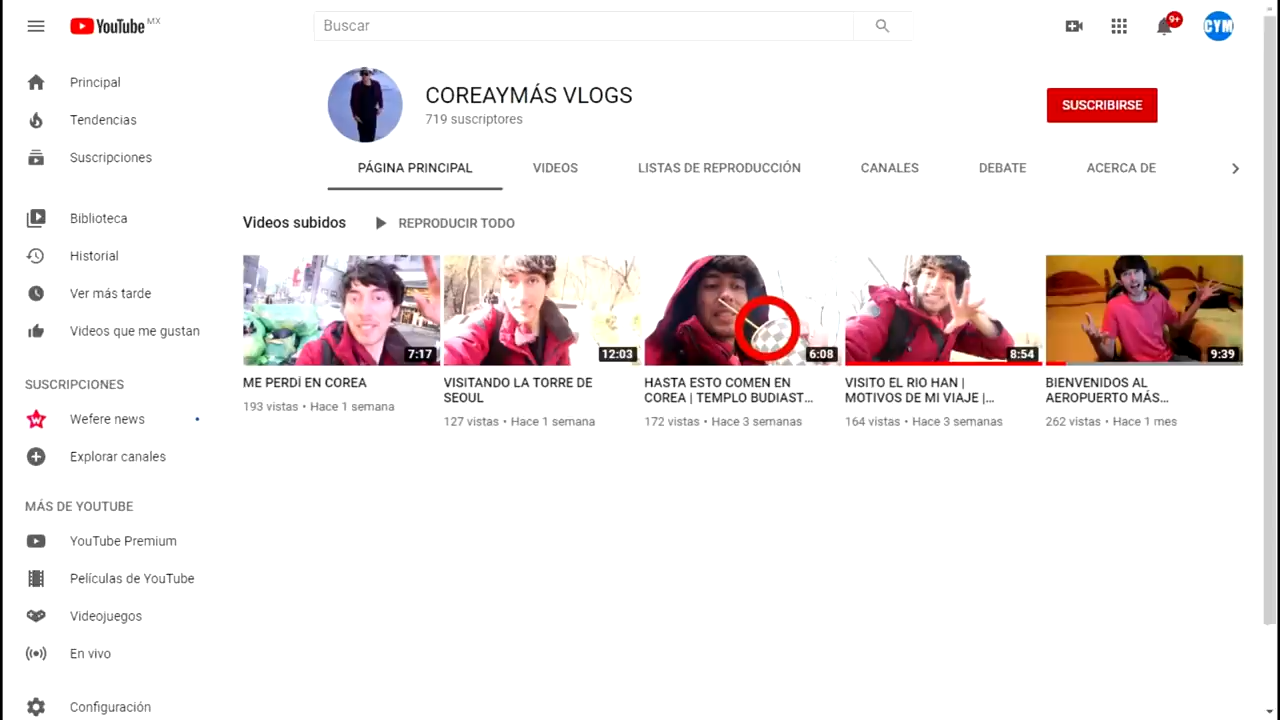 YouTube MX
Buscar
9+
CYM
Principal
Tendencias
Suscripciones
Biblioteca
Historial
Ver más tarde
Videos que me gustan
SUSCRIPCIONES
Wefere news
Explorar canales
MÁS DE YOUTUBE
YouTube Premium
Películas de YouTube
Videojuegos
En vivo
Configuración
COREAYMÁS VLOGS
719 suscriptores
SUSCRIBIRSE
PÁGINA PRINCIPAL
VIDEOS
LISTAS DE REPRODUCCIÓN
CANALES
DEBATE
ACERCA DE
Videos subidos
REPRODUCIR TODO
7:17
ME PERDÍ EN COREA
193 vistas • Hace 1 semana
12:03
VISITANDO LA TORRE DE
SEOUL
127 vistas • Hace 1 semana
6:08
HASTA ESTO COMEN EN
COREA | TEMPLO BUDIAST...
172 vistas • Hace 3 semanas
8:54
VISITO EL RIO HAN |
MOTIVOS DE MI VIAJE |...
164 vistas • Hace 3 semanas
9:39
BIENVENIDOS AL
AEROPUERTO MÁS...
262 vistas • Hace 1 mes